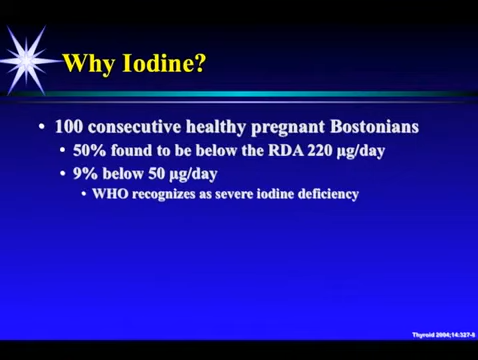 Why Iodine?
• 100 consecutive healthy pregnant Bostonians
• 50% found to be below the RDA 220 µg/day
• 9% below 50 µg/day
• WHO recognizes as severe iodine deficiency
Thyroid 2004;14:327-8